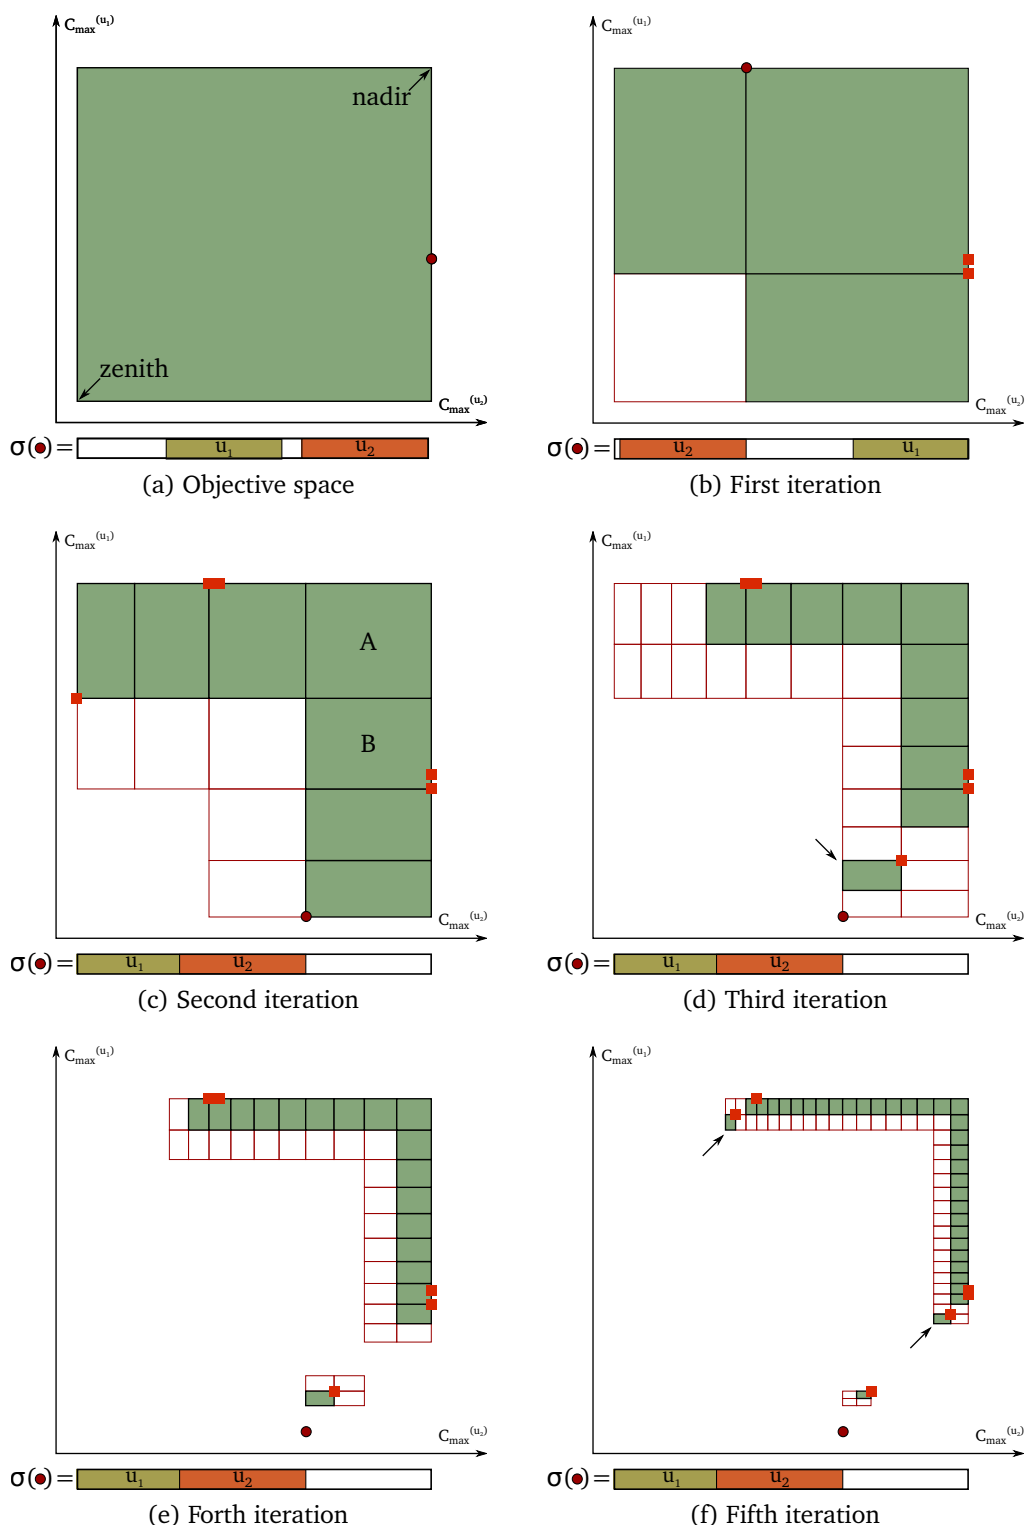 Cmax(u1)
nadir
zenith
Cmax(u2)
σ(●)= u1 u2
(a) Objective space
Cmax(u1)
Cmax(u2)
σ(●)= u2 u1
(b) First iteration
Cmax(u1)
A
B
Cmax(u2)
σ(●)= u1 u2
(c) Second iteration
Cmax(u1)
Cmax(u2)
σ(●)= u1 u2
(d) Third iteration
Cmax(u1)
Cmax(u2)
σ(●)= u1 u2
(e) Forth iteration
Cmax(u1)
Cmax(u2)
σ(●)= u1 u2
(f) Fifth iteration